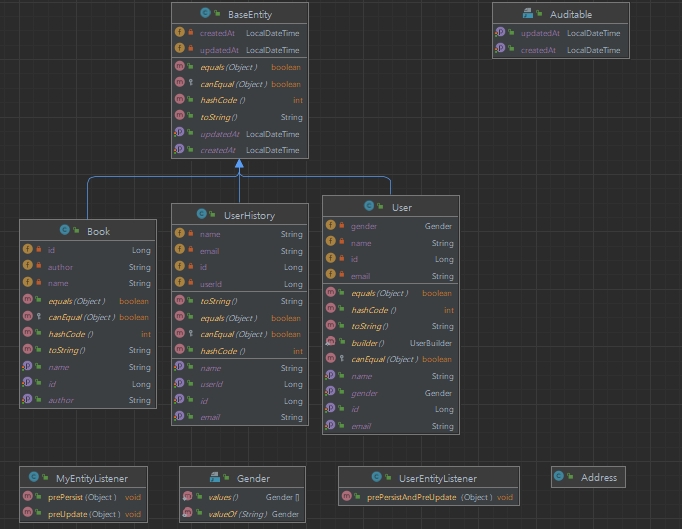 BaseEntity
createdAt LocalDateTime
updatedAt LocalDateTime
equals(Object) boolean
canEqual(Object) boolean
hashCode() int
toString() String
updatedAt LocalDateTime
createdAt LocalDateTime
Auditable
updatedAt LocalDateTime
createdAt LocalDateTime
Book
id Long
author String
name String
equals(Object) boolean
canEqual(Object) boolean
hashCode() int
toString() String
name String
id Long
author String
UserHistory
name String
email String
id Long
userId Long
toString() String
equals(Object) boolean
canEqual(Object) boolean
hashCode() int
name String
userId Long
id Long
email String
User
gender Gender
name String
id Long
email String
equals(Object) boolean
hashCode() int
toString() String
builder() UserBuilder
canEqual(Object) boolean
name String
gender Gender
id Long
email String
MyEntityListener
prePersist(Object) void
preUpdate(Object) void
Gender
values() Gender[]
valueOf(String) Gender
UserEntityListener
prePersistAndPreUpdate(Object) void
Address